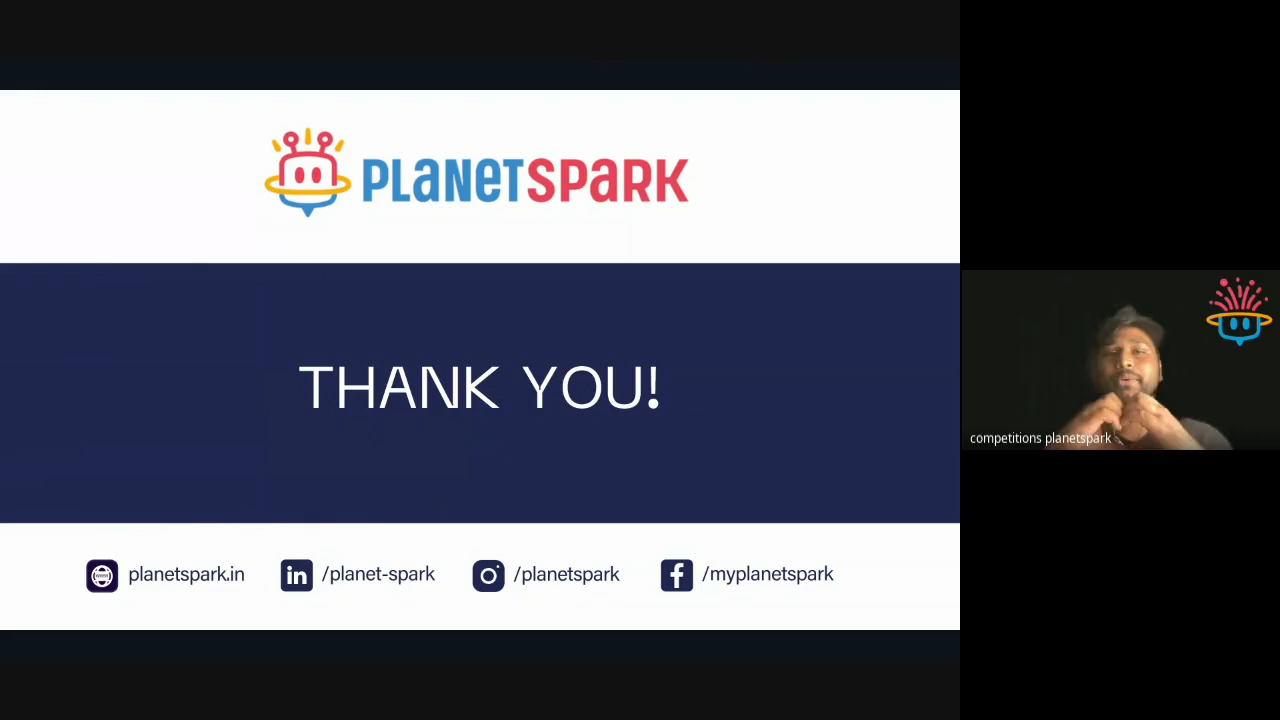 PLANETSPARK
THANK YOU!
planetspark.in
/planet-spark
/planetspark
/myplanetspark
competitions planetspark